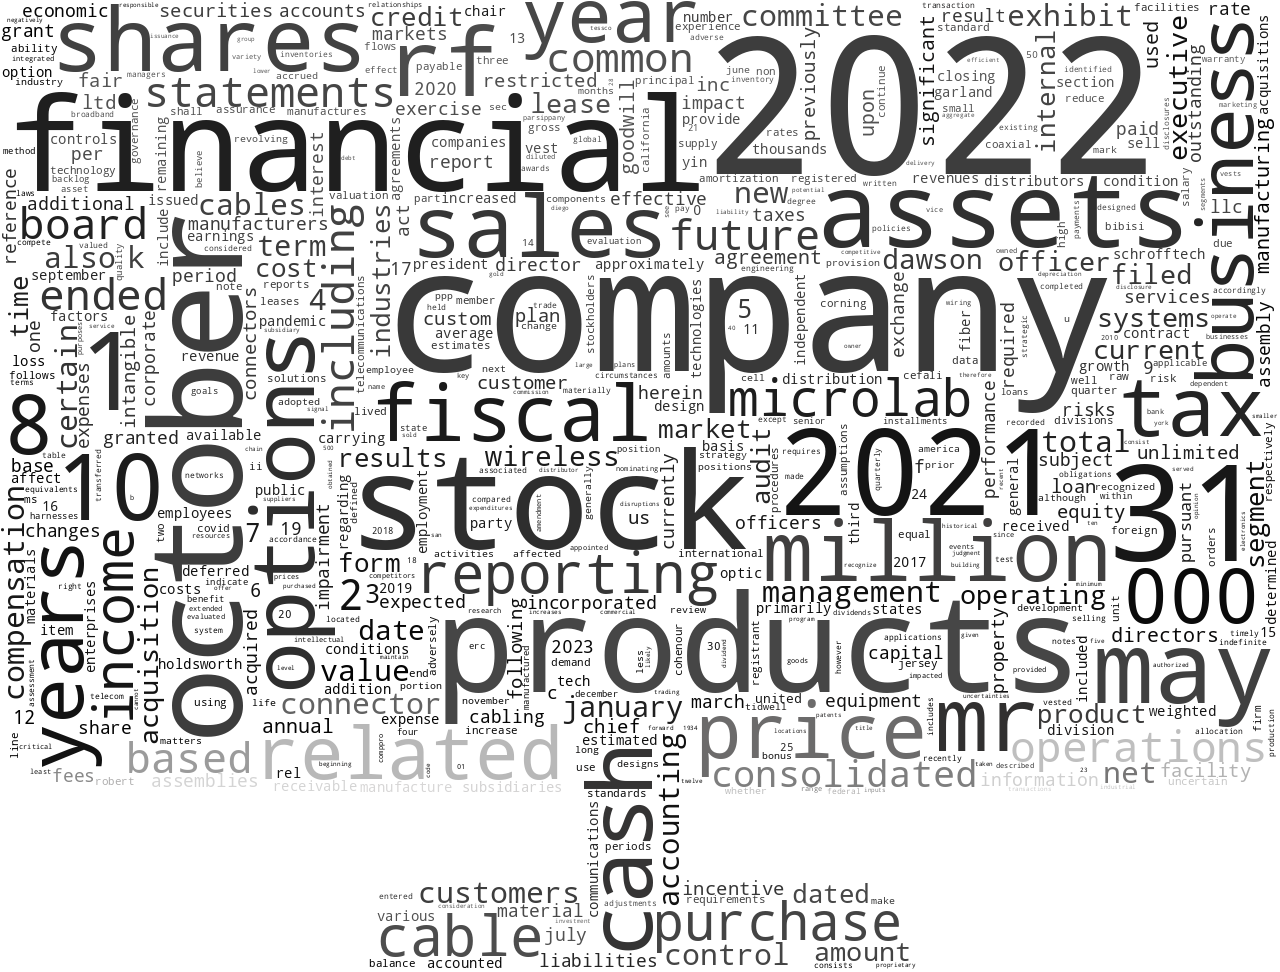 economic securities accounts responsible relationships credit chair year number committee result exhibit facilities used rate
grant shares markets rf 13 tessco experience adverse standard transaction
ability integrated issuance group inventories flows common 2022 significant internal executive business
option industry fair managers variety lower accrued effect payable three restricted months 23 principal june non inventory previously upon continue efficient closing garland section identified 50 warranty acquisitions
ltd statements 2020 inc impact provide small aggregate reduce paid sell outstanding marketing
broadband shall assurance manufactures exercise sec lease parsippany california goodwill
financial controls governance revolving companies gross vest global 21 supply thousands existing coaxial mark disclosures
method per remaining technology believe debt report diluted awards rates yin delivery
backlog asset interest agreements amortization registered written revenues distributors condition salary vests
laws additional issued cables valuation act part increased components effective new potential degree assets segments llc manufacturing
reference board manufacturers include term diego see pay 0 liability taxes vice policies designed payments high bibisi due
compete valued earnings considered sales 14 evaluation future agreement competitive owned
also k quality period note cost industries 17 president director gold approximately engineering provision dawson officer depreciation schrofftech filed disclosure
september ended reports leases 4 including ppp member held trade company corning independent exchange completed services accordingly
time factors incorporated october pandemic subsidiary custom plan change stockholders technologies 5 11 40 wiring fiber strategic u systems 2010 operate
one certain purposes service revenue connectors options telecommunications average estimates owner data required contract businesses
loss follows terms expenses intangible goals solutions employee name key next large plans circumstances amounts cell distribution cefali therefore loans current growth 9 applicable raw risk dependent assembly
8 1 adopted signal lived fiscal customer materially commission herein design microlab senior installments performance recorded well quarter tax bank york smaller
table granted available carrying state sold market basis except 2021 risks divisions total consist
base 10 networks chain ii results wireless position strategy requires america f prior subject unlimited
affect equivalents transferred b public 500 obtained associated distributor nominating positions audit procedures made assumptions quarterly 24 recent general loan recognized obligations served respectively
compensation ms 16 harnesses employees suppliers regarding defined stock compared expenditures generally disruptions currently although within equity 31 segment
changes two covid resources 7 19 accordance 2018 employment party amendment us officers third equal historical received pursuant opinion orders electronics
years materials income deferred indicate form 18 san activities affected appointed international million 2017 events judgment since ten foreign
costs offer 6 prices purchased impairment competitors reporting optic recognize building test 000 determined
right benefit extended evaluated 20 23 2019 expected research increases incorporated commercial review management operating minimum unit
item enterprises acquisition system acquired intellectual located date products primarily dividends program states development selling directors timely 15 indefinite
holdsworth level conditions value adversely erc following 2023 less likely cohenour 30 dividend registrant applications capital jersey impacted given property notes five included
assessment telecom cannot using life addition maintain end portion manufactured demand tech goods however provided may authorized
12 share annual connector november c december january trading march united tidwell equipment uncertainties mr vested product weighted
line critical matters expense four cabling increase chief forward 1934 price patents locations title includes division allocation firm production
least fees based robert related comppro beginning code 01 estimated long use designs 25 bonus recently operations
assemblies rel receivable manufacture subsidiaries cash twelve consolidated taken described information 23 net facility
standards whether range federal inputs transactions industrial uncertain
communications periods accounting
entered customers consideration adjustments incentive requirements dated make
various material investment purchase
cable july
balance accounted liabilities control amount consists proprietary